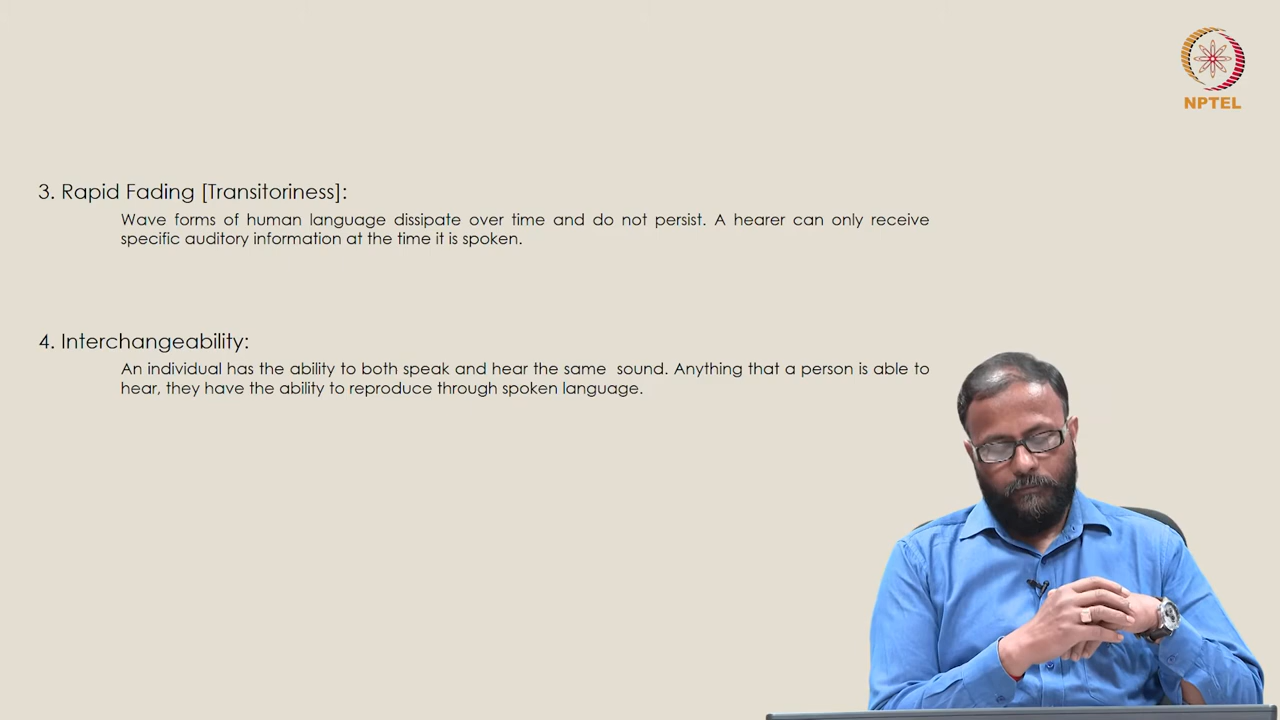 NPTEL
3. Rapid Fading [Transitoriness]:
Wave forms of human language dissipate over time and do not persist. A hearer can only receive
specific auditory information at the time it is spoken.
4. Interchangeability:
An individual has the ability to both speak and hear the same sound. Anything that a person is able to
hear, they have the ability to reproduce through spoken language.